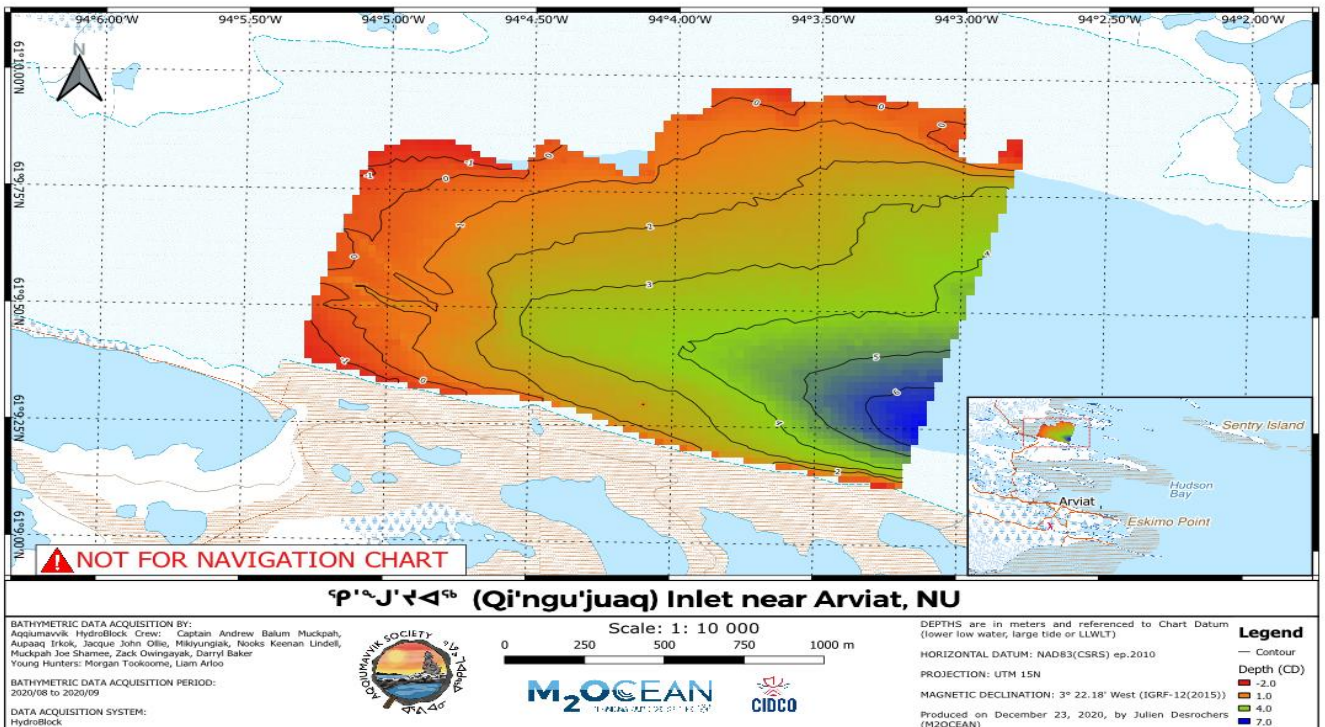 94°6.00'W 94°5.50'W 94°5.00'W 94°4.50'W 94°4.00'W 94°3.50'W 94°3.00'W 94°2.50'W 94°2.00'W
N
61°10.00'N
61°9.75'N
61°9.50'N
61°9.25'N
61°9.00'N
Sentry Island
Hudson
Bay
Arviat
Eskimo Point
NOT FOR NAVIGATION CHART
(Qi'ngu'juaq) Inlet near Arviat, NU
BATHYMETRIC DATA ACQUISITION BY:
Aqqiumavvik HydroBlock Crew: Captain Andrew Balum Muckpah,
Aupaaq Irkok, Jacque John Ollie, Mikiyungiak, Nooks Keenan Lindell,
Muckpah Joe Shamee, Zack Owingayak, Darryl Baker
Young Hunters: Morgan Tookoome, Liam Arloo
BATHYMETRIC DATA ACQUISITION PERIOD:
2020/08 to 2020/09
DATA ACQUISITION SYSTEM:
HydroBlock
AQQIUMAVVIK SOCIETY
Scale: 1: 10 000
0 250 500 750 1000 m
M2OCEAN
CIDCO
DEPTHS are in meters and referenced to Chart Datum
(lower low water, large tide or LLWLT)
HORIZONTAL DATUM: NAD83(CSRS) ep.2010
PROJECTION: UTM 15N
MAGNETIC DECLINATION: 3° 22.18' West (IGRF-12(2015))
Produced on December 23, 2020, by Julien Desrochers
(M2OCEAN)
Legend
Contour
Depth (CD)
-2.0
1.0
4.0
7.0